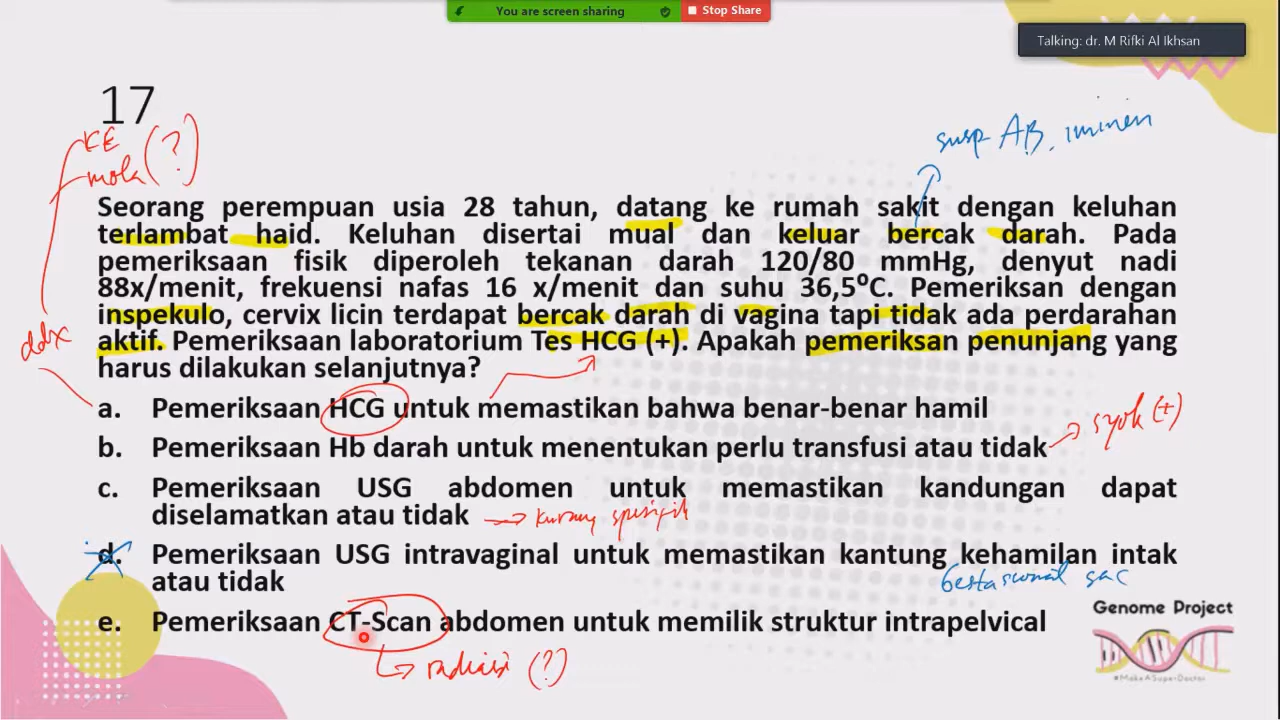 You are screen sharing
Stop Share
Talking: dr. M Rifki Al Ikhsan
17
KE
mola (?)
susp AB. iminen
Seorang perempuan usia 28 tahun, datang ke rumah sakit dengan keluhan
terlambat haid. Keluhan disertai mual dan keluar bercak darah. Pada
pemeriksaan fisik diperoleh tekanan darah 120/80 mmHg, denyut nadi
88x/menit, frekuensi nafas 16 x/menit dan suhu 36,5⁰C. Pemeriksan dengan
inspekulo, cervix licin terdapat bercak darah di vagina tapi tidak ada perdarahan
aktif. Pemeriksaan laboratorium Tes HCG (+). Apakah pemeriksan penunjang yang
harus dilakukan selanjutnya?
ddx
a. Pemeriksaan HCG untuk memastikan bahwa benar-benar hamil
syok (+)
b. Pemeriksaan Hb darah untuk menentukan perlu transfusi atau tidak
c. Pemeriksaan USG abdomen untuk memastikan kandungan dapat
diselamatkan atau tidak
kurang spesifik
d. Pemeriksaan USG intravaginal untuk memastikan kantung kehamilan intak
atau tidak
Gestasional sac
e. Pemeriksaan CT-Scan abdomen untuk memilik struktur intrapelvical
radiasi (?)
Genome Project
#MakeASuperDoctor